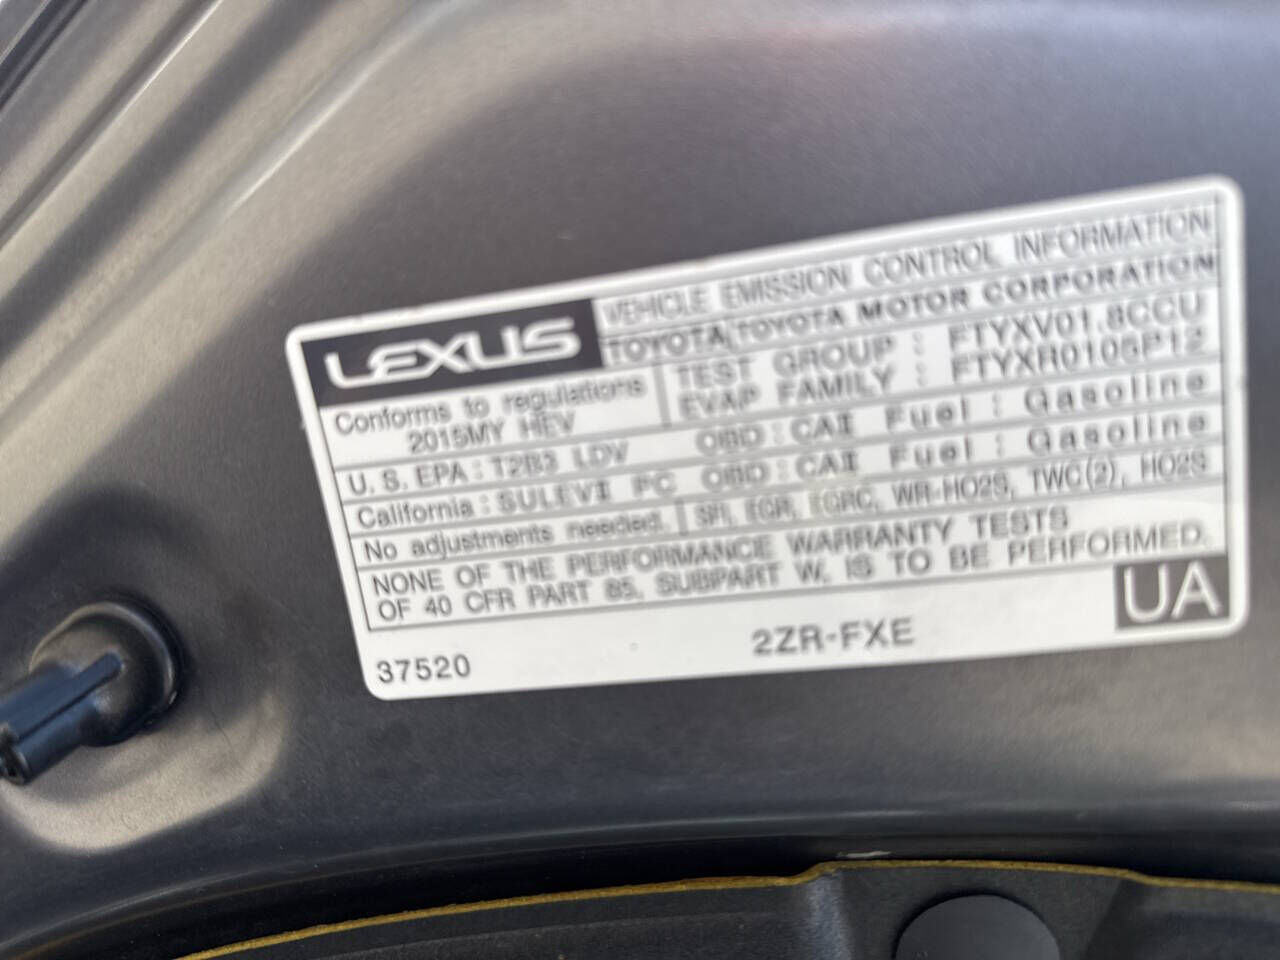 LEXUS
VEHICLE EMISSION CONTROL INFORMATION
TOYOTA, TOYOTA MOTOR CORPORATION
Conforms to regulations
2015MY HEV
TEST GROUP : FTYXV01.8CCU
EVAP FAMILY : FTYXR0106P12
U.S. EPA : T2B3 LDV OBD : CAII Fuel : Gasoline
California : SULEVII PC OBD : CAII Fuel : Gasoline
No adjustments needed. SFI, EGR, EGRC, WR-HO2S, TWC(2), HO2S
NONE OF THE PERFORMANCE WARRANTY TESTS
OF 40 CFR PART 85, SUBPART W, IS TO BE PERFORMED.
37520
2ZR-FXE
UA